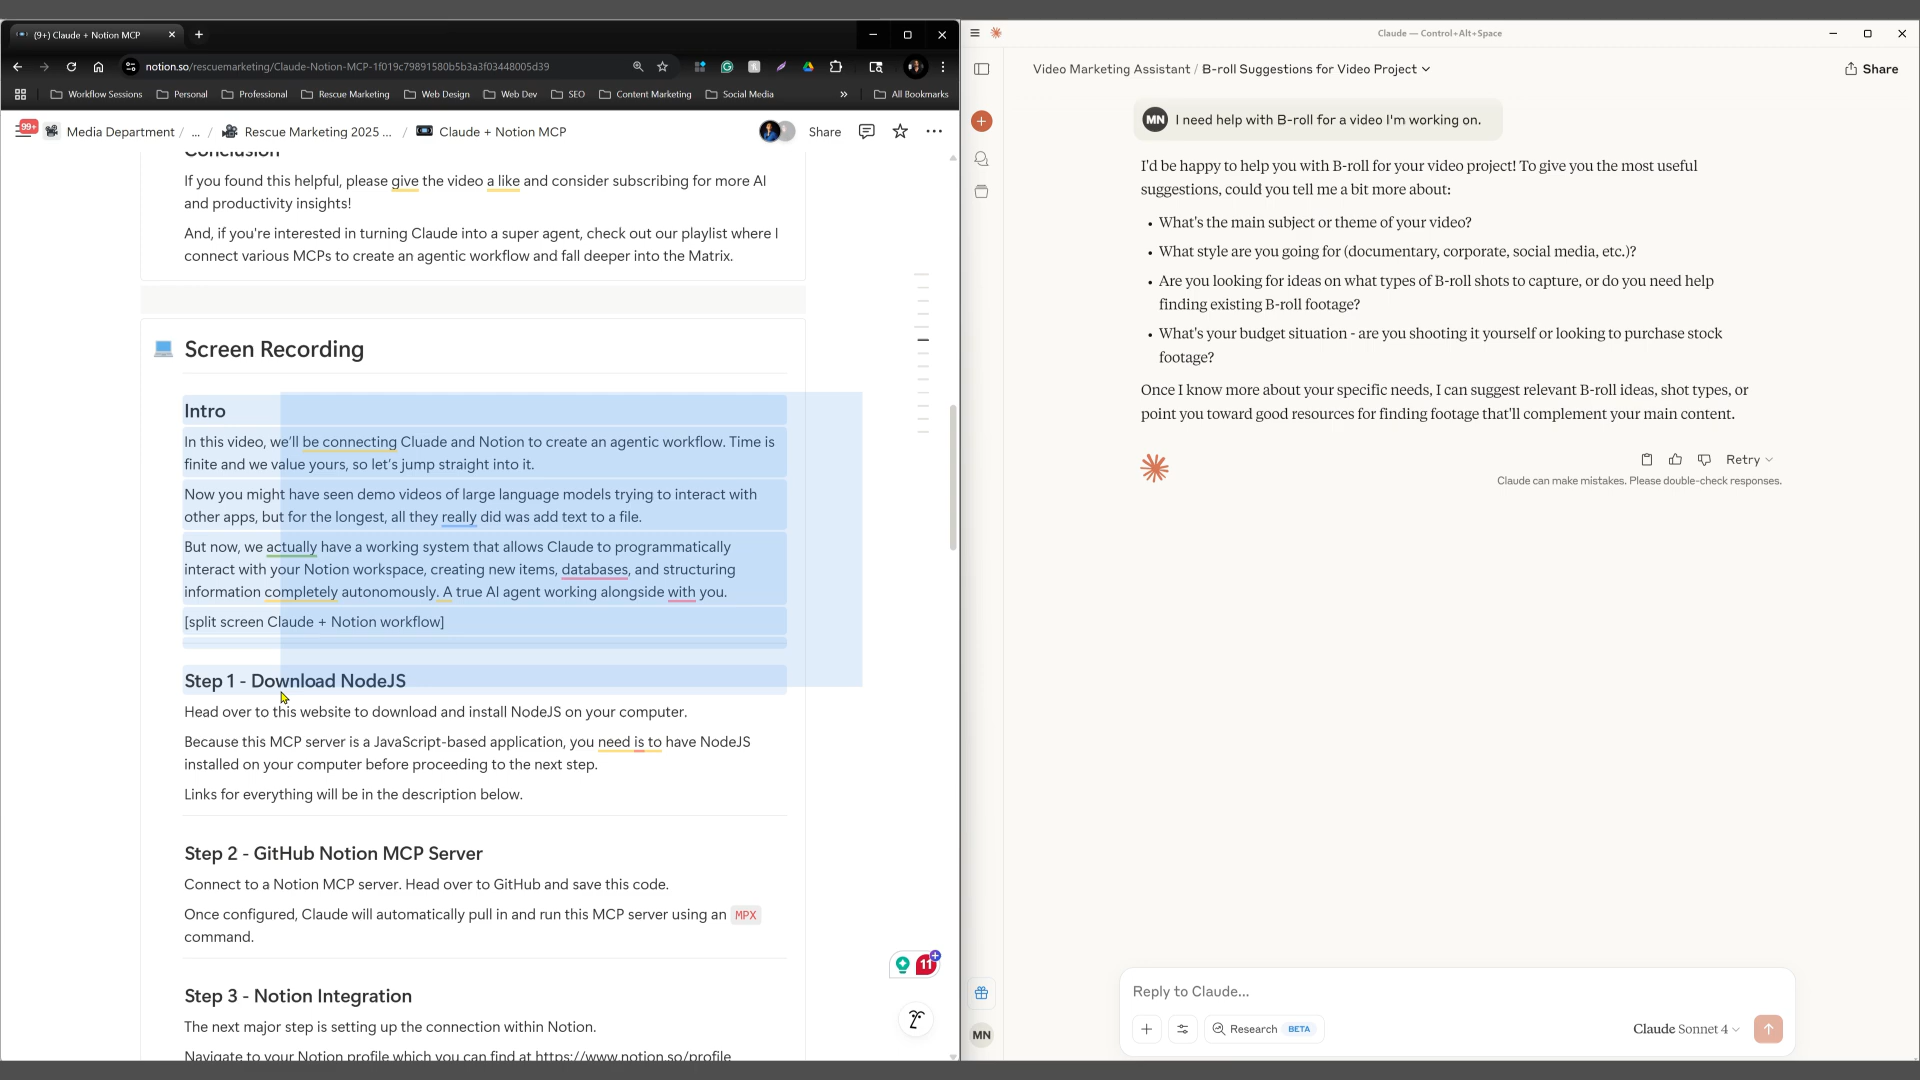 (9+) Claude + Notion MCP
notion.so/rescuemarketing/Claude-Notion-MCP-1f019c79891580b5b3a3f03448005d39
Workflow Sessions
Personal
Professional
Rescue Marketing
Web Design
Web Dev
SEO
Content Marketing
Social Media
»
All Bookmarks
99+
Media Department / ... / Rescue Marketing 2025 ... / Claude + Notion MCP
Share
Conclusion
If you found this helpful, please give the video a like and consider subscribing for more AI
and productivity insights!
And, if you're interested in turning Claude into a super agent, check out our playlist where I
connect various MCPs to create an agentic workflow and fall deeper into the Matrix.
Screen Recording
Intro
In this video, we'll be connecting Cluade and Notion to create an agentic workflow. Time is
finite and we value yours, so let's jump straight into it.
Now you might have seen demo videos of large language models trying to interact with
other apps, but for the longest, all they really did was add text to a file.
But now, we actually have a working system that allows Claude to programmatically
interact with your Notion workspace, creating new items, databases, and structuring
information completely autonomously. A true AI agent working alongside with you.
[split screen Claude + Notion workflow]
Step 1 - Download NodeJS
Head over to this website to download and install NodeJS on your computer.
Because this MCP server is a JavaScript-based application, you need is to have NodeJS
installed on your computer before proceeding to the next step.
Links for everything will be in the description below.
Step 2 - GitHub Notion MCP Server
Connect to a Notion MCP server. Head over to GitHub and save this code.
Once configured, Claude will automatically pull in and run this MCP server using an MPX
command.
Step 3 - Notion Integration
The next major step is setting up the connection within Notion.
Navigate to your Notion profile which you can find at https://www.notion.so/profile
11
Claude — Control+Alt+Space
Video Marketing Assistant / B-roll Suggestions for Video Project
Share
MN
I need help with B-roll for a video I'm working on.
I'd be happy to help you with B-roll for your video project! To give you the most useful
suggestions, could you tell me a bit more about:
• What's the main subject or theme of your video?
• What style are you going for (documentary, corporate, social media, etc.)?
• Are you looking for ideas on what types of B-roll shots to capture, or do you need help
finding existing B-roll footage?
• What's your budget situation - are you shooting it yourself or looking to purchase stock
footage?
Once I know more about your specific needs, I can suggest relevant B-roll ideas, shot types, or
point you toward good resources for finding footage that'll complement your main content.
Retry
Claude can make mistakes. Please double-check responses.
Reply to Claude...
Research BETA
Claude Sonnet 4
MN